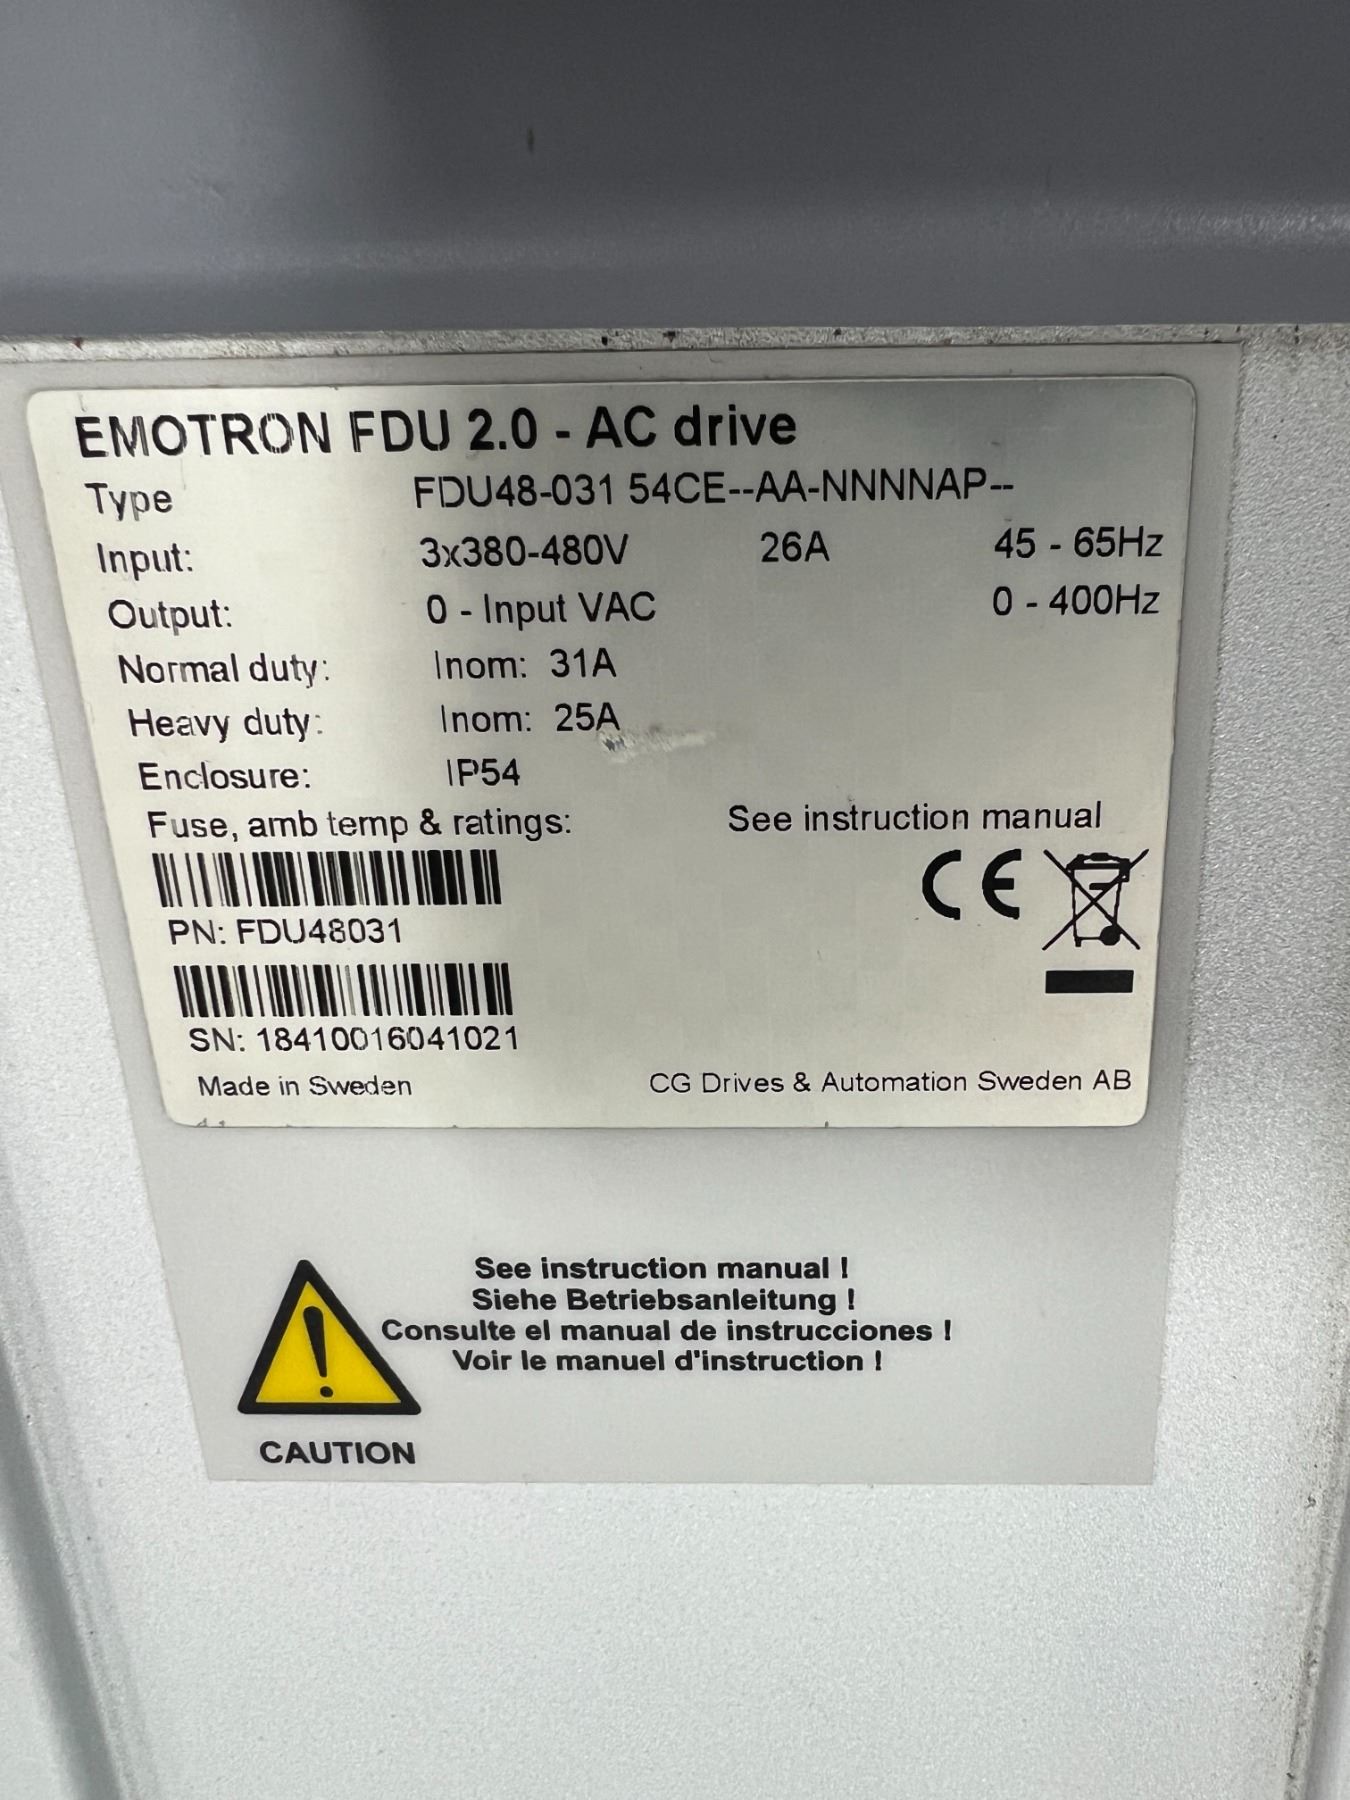 EMOTRON FDU 2.0 - AC drive
Type FDU48-031 54CE--AA-NNNNAP--
Input: 3x380-480V 26A 45 - 65Hz
Output: 0 - Input VAC 0 - 400Hz
Normal duty: Inom: 31A
Heavy duty: Inom: 25A
Enclosure: IP54
Fuse, amb temp & ratings: See instruction manual
CE
PN: FDU48031
SN: 18410016041021
Made in Sweden CG Drives & Automation Sweden AB
See instruction manual !
Siehe Betriebsanleitung !
Consulte el manual de instrucciones !
Voir le manuel d'instruction !
CAUTION